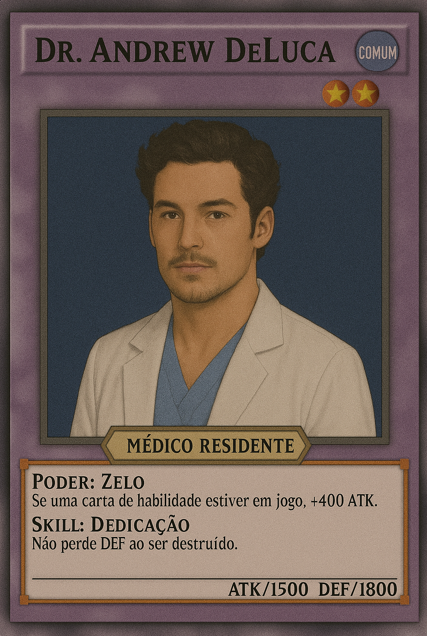 DR. ANDREW DELUCA
COMUM
MÉDICO RESIDENTE
PODER: ZELO
Se uma carta de habilidade estiver em jogo, +400 ATK.
SKILL: DEDICAÇÃO
Náo perde DEF ao ser destruído.
ATK/1500 DEF/1800